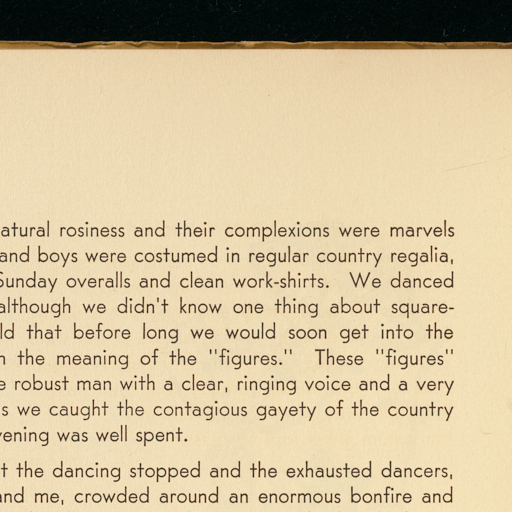 atural rosiness and their complexions were marvels
and boys were costumed in regular country regalia,
Sunday overalls and clean work-shirts. We danced
although we didn't know one thing about square-
ld that before long we would soon get into the
the meaning of the "figures." These "figures"
robust man with a clear, ringing voice and a very
s we caught the contagious gayety of the country
vening was well spent.
t the dancing stopped and the exhausted dancers,
and me, crowded around an enormous bonfire and